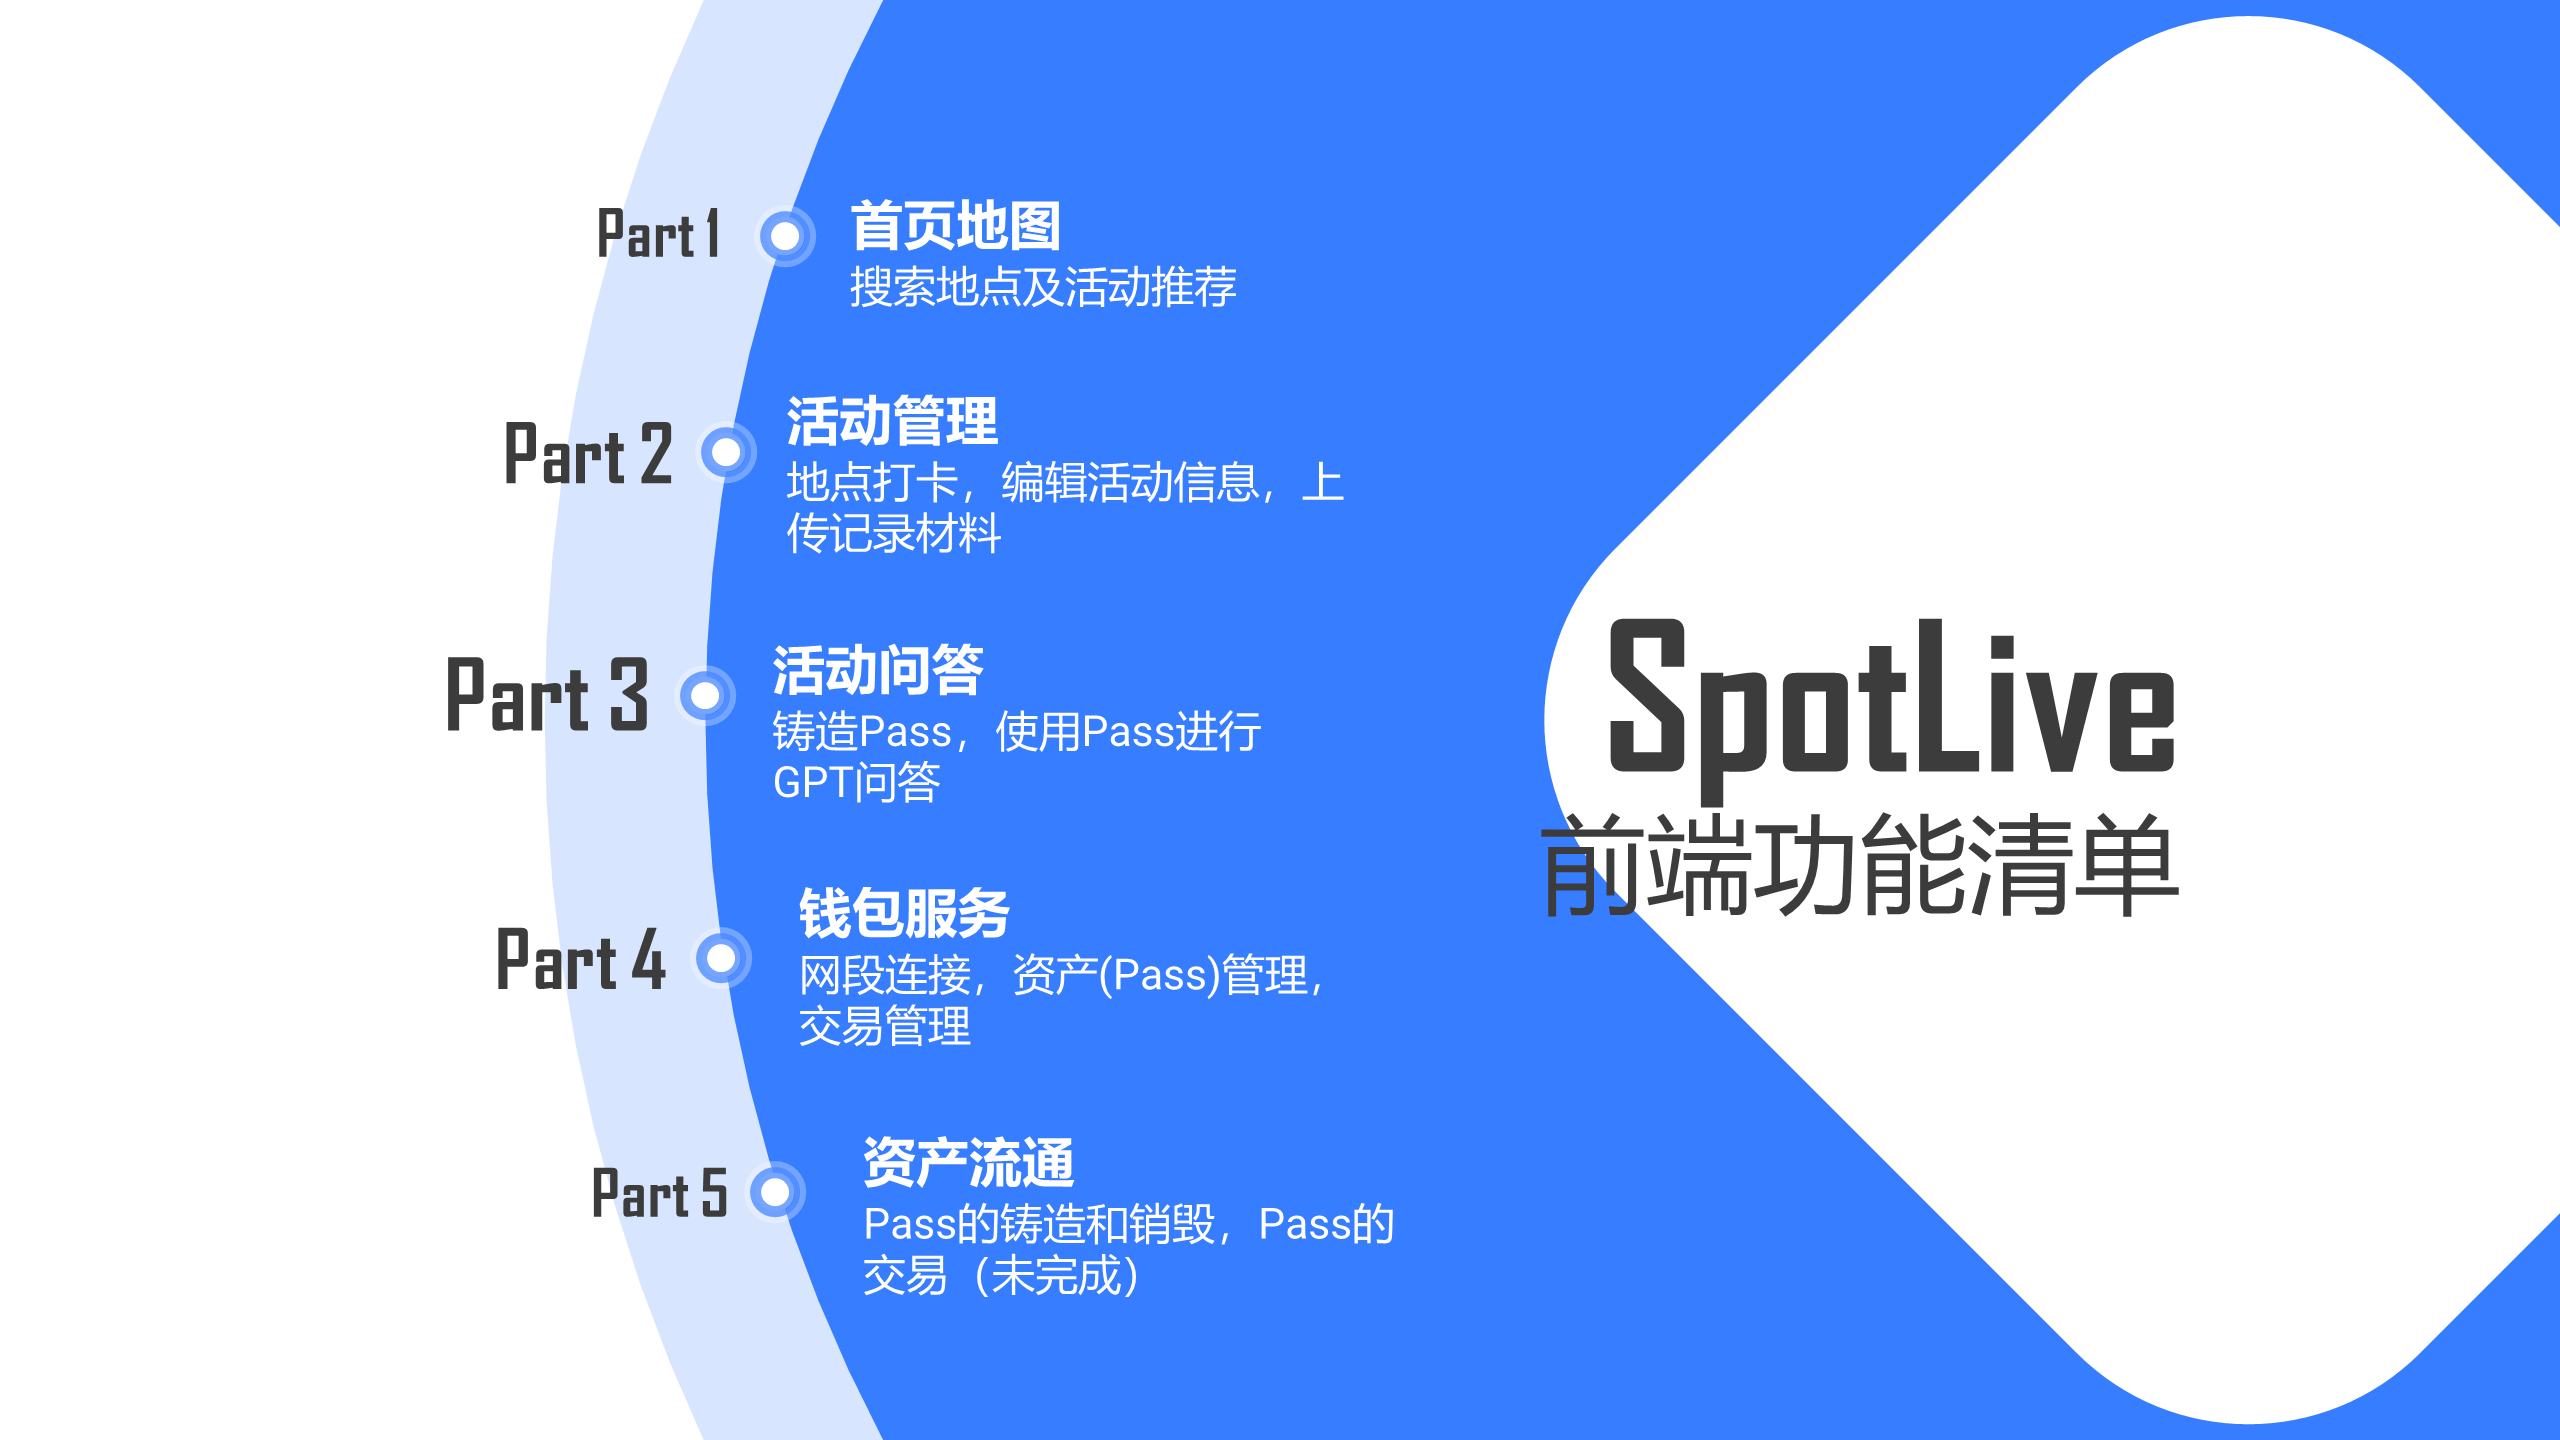 Part 1
首页地图
搜索地点及活动推荐
Part 2
活动管理
地点打卡，编辑活动信息，上
传记录材料
Part 3
活动问答
铸造Pass，使用Pass进行
GPT问答
Part 4
钱包服务
网段连接，资产(Pass)管理，
交易管理
Part 5
资产流通
Pass的铸造和销毁，Pass的
交易（未完成）
SpotLive
前端功能清单